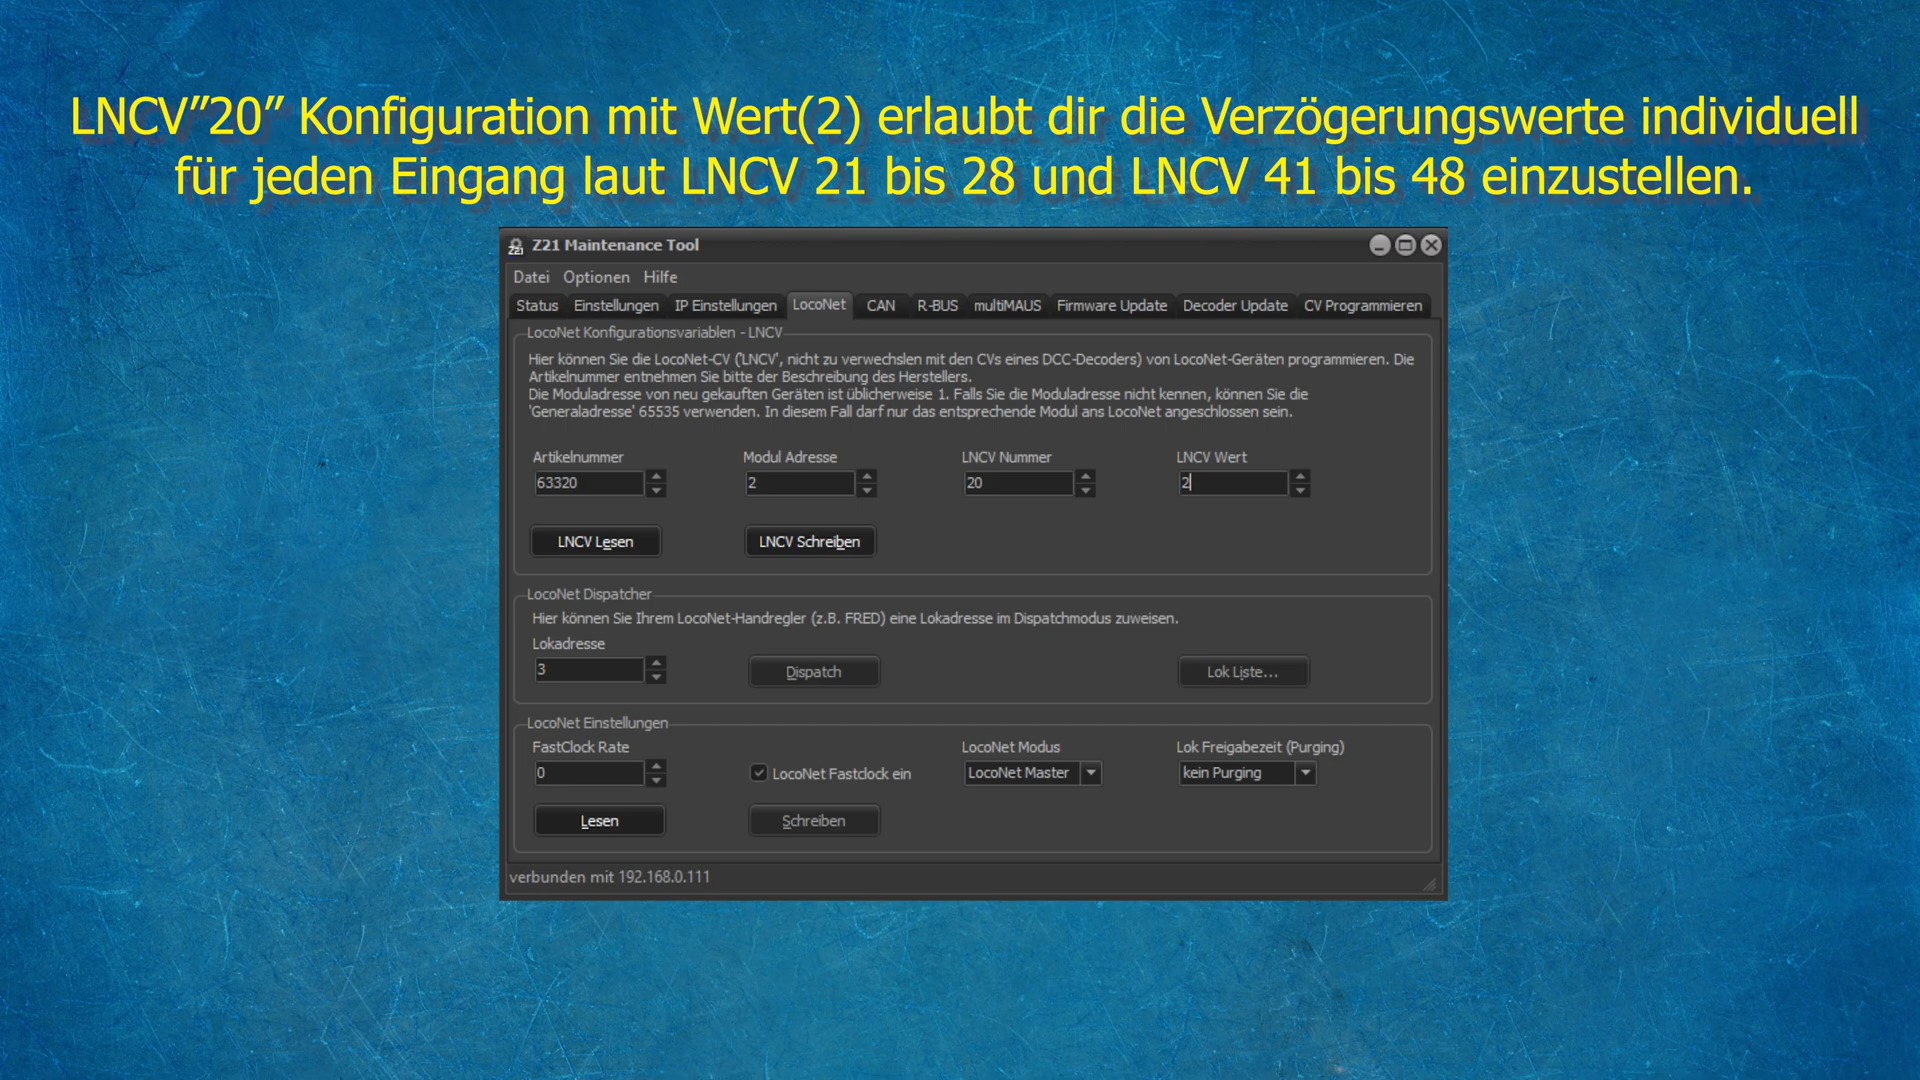 LNCV”20” Konfiguration mit Wert(2) erlaubt dir die Verzögerungswerte individuell
für jeden Eingang laut LNCV 21 bis 28 und LNCV 41 bis 48 einzustellen.
Z21 Z21 Maintenance Tool
Datei Optionen Hilfe
Status Einstellungen IP Einstellungen LocoNet CAN R-BUS multiMAUS Firmware Update Decoder Update CV Programmieren
LocoNet Konfigurationsvariablen - LNCV
Hier können Sie die LocoNet-CV ('LNCV', nicht zu verwechslen mit den CVs eines DCC-Decoders) von LocoNet-Geräten programmieren. Die
Artikelnummer entnehmen Sie bitte der Beschreibung des Herstellers.
Die Moduladresse von neu gekauften Geräten ist üblicherweise 1. Falls Sie die Moduladresse nicht kennen, können Sie die
'Generaladresse' 65535 verwenden. In diesem Fall darf nur das entsprechende Modul ans LocoNet angeschlossen sein.
Artikelnummer Modul Adresse LNCV Nummer LNCV Wert
63320 2 20 2
LNCV Lesen LNCV Schreiben
LocoNet Dispatcher
Hier können Sie Ihrem LocoNet-Handregler (z.B. FRED) eine Lokadresse im Dispatchmodus zuweisen.
Lokadresse
3 Dispatch Lok Liste...
LocoNet Einstellungen
FastClock Rate LocoNet Modus Lok Freigabezeit (Purging)
0 LocoNet Fastclock ein LocoNet Master kein Purging
Lesen Schreiben
verbunden mit 192.168.0.111